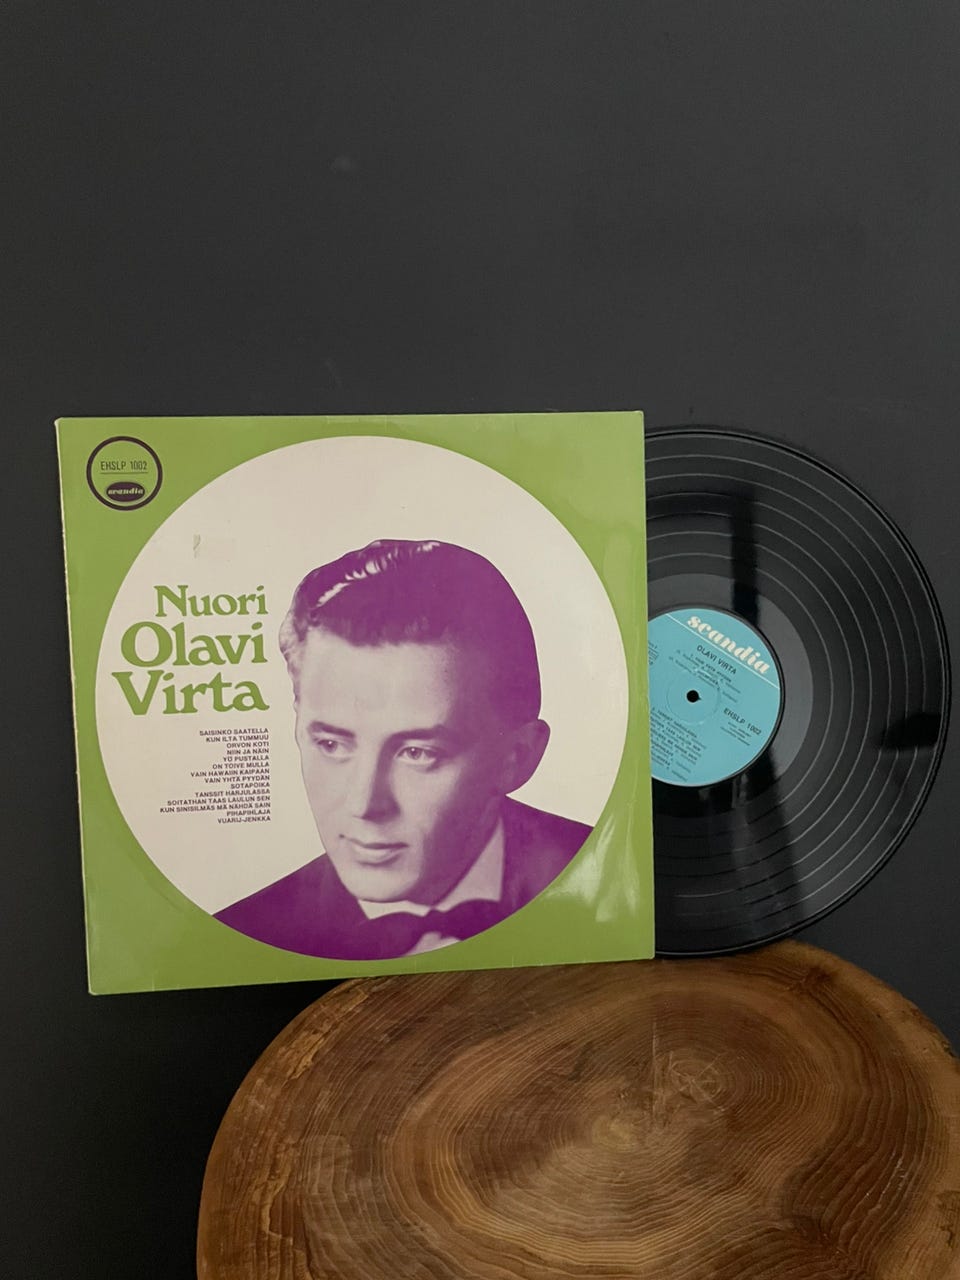 EHSLP 1002
scandia
Nuori
Olavi
Virta
SAISINKO SAATELLA
KUN ILTA TUMMUU
ORVON KOTI
NIIN JA NÄIN
YÖ PUSTALLA
ON TOIVE MULLA
VAIN HAWAIIN KAIPAAN
VAIN YHTÄ PYYDÄN
SOTAPOIKA
TANSSIT HARJULASSA
SOITATHAN TAAS LAULUN SEN
KUN SINISILMÄS MÄ NÄHDÄ SAIN
PIHAPIHLAJA
VUARIJ-JENKKA
scandia
OLAVI VIRTA
EHSLP 1002